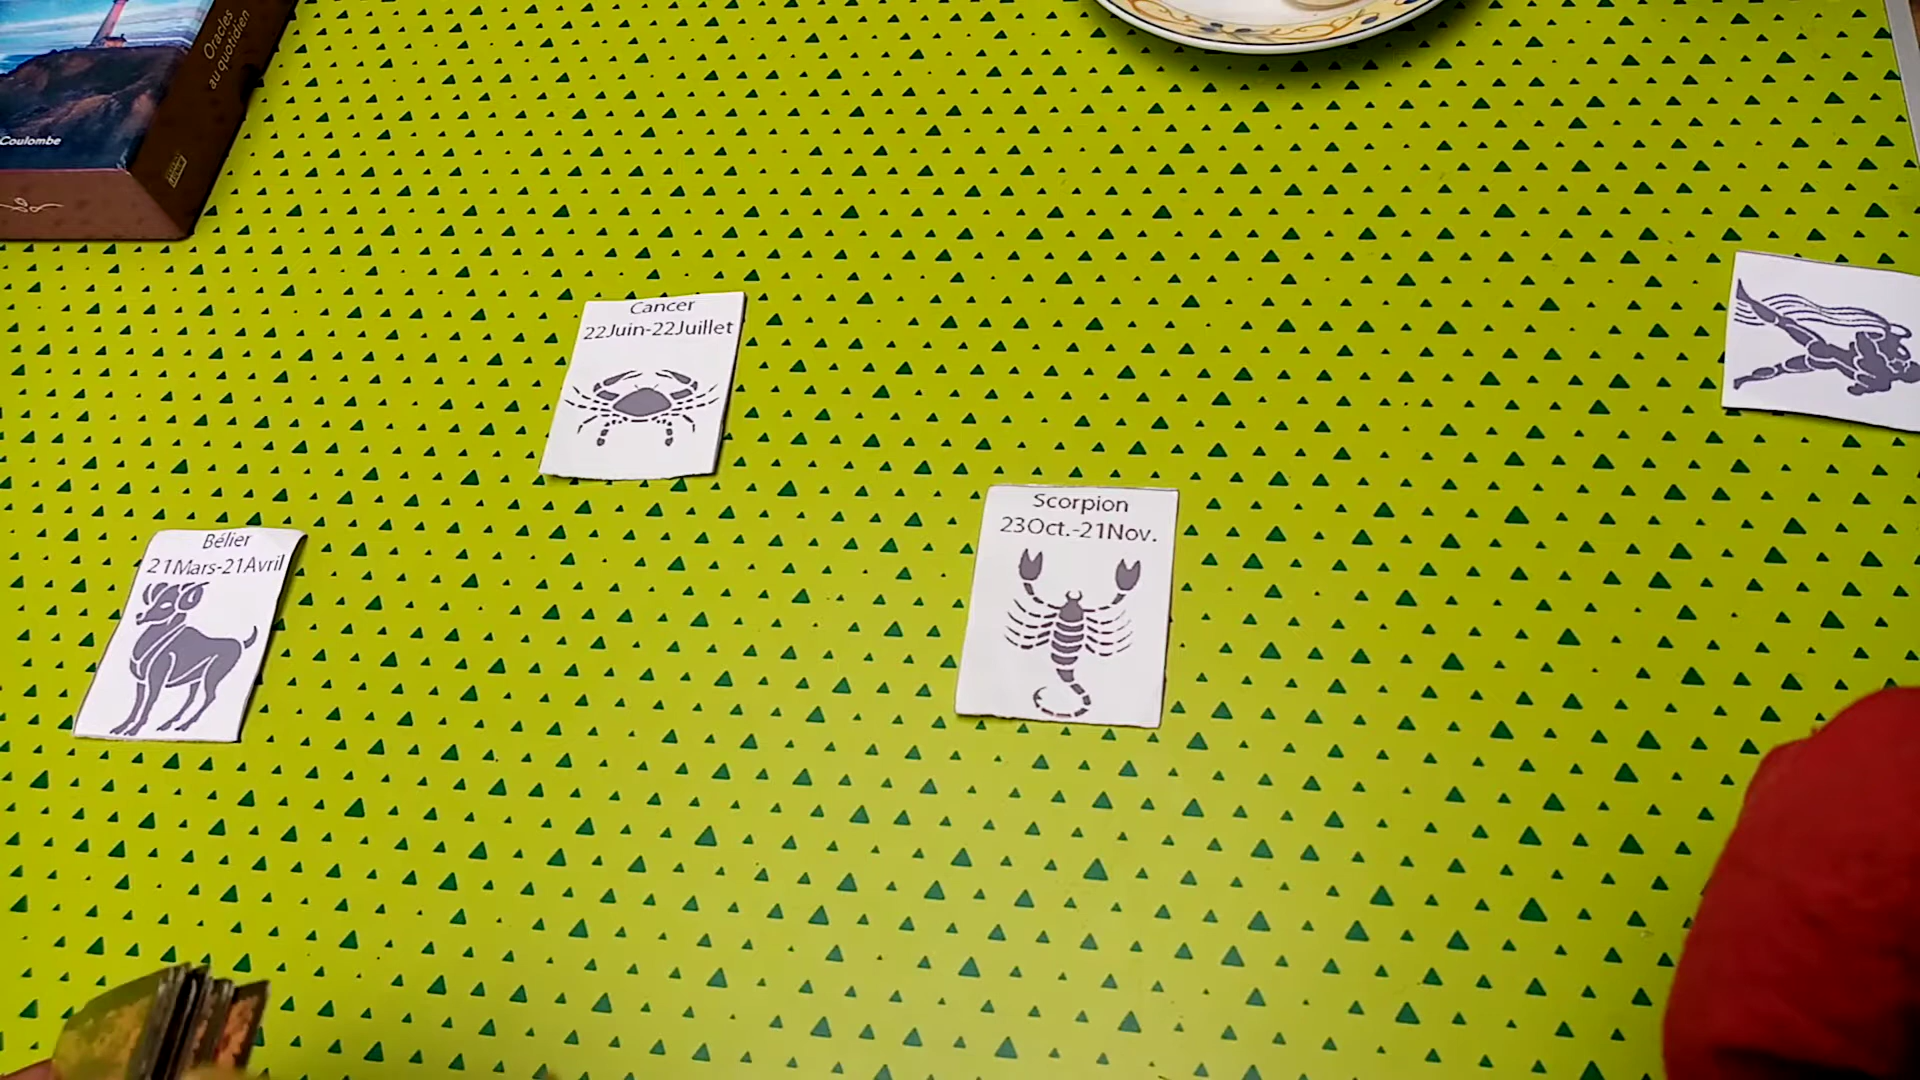 Oracles
au quotidien
Coulombe
Cancer
22Juin-22Juillet
Scorpion
23Oct.-21Nov.
Bélier
21Mars-21Avril